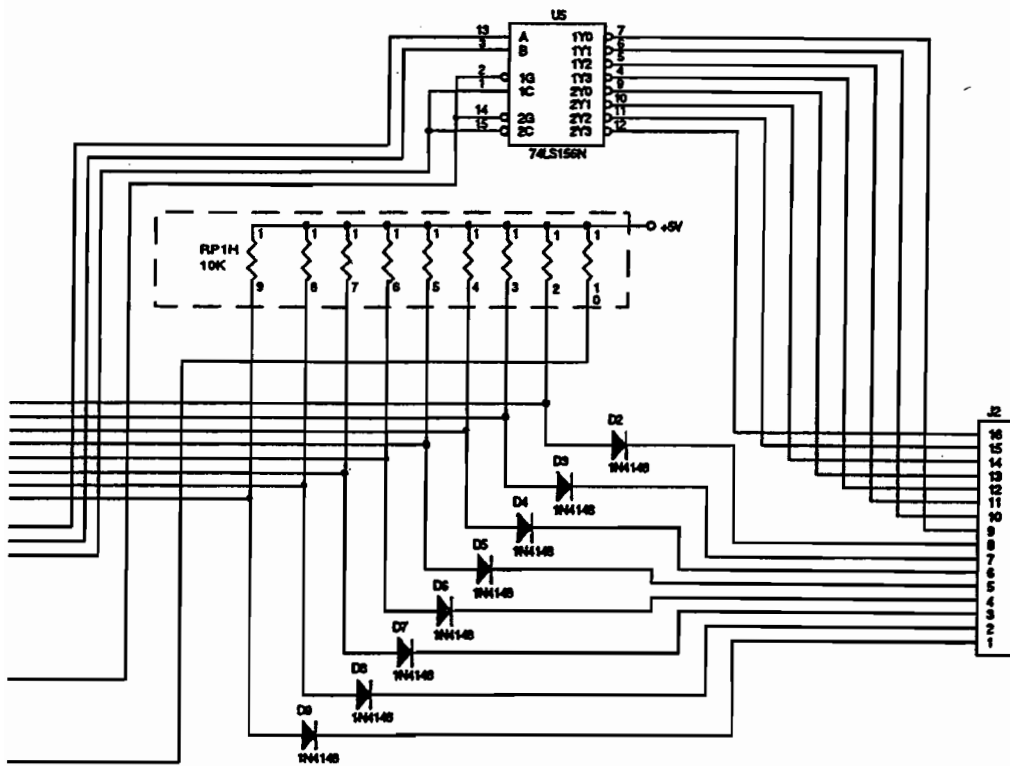 U5
13 A 1Y0 7
3 B 1Y1 6
1Y2 5
2 1G 1Y3 4
1 1C 2Y0 9
2Y1 10
14 2G 2Y2 11
15 2C 2Y3 12
74LS156N
+5V
RP1H
10K
1 1 1 1 1 1 1 1 1
9 8 7 6 5 4 3 2 10
J2
16
15
14
13
12
11
10
9
8
7
6
5
4
3
2
1
D2
1N4148
D3
1N4148
D4
1N4148
D5
1N4148
D6
1N4148
D7
1N4148
D8
1N4148
D9
1N4148